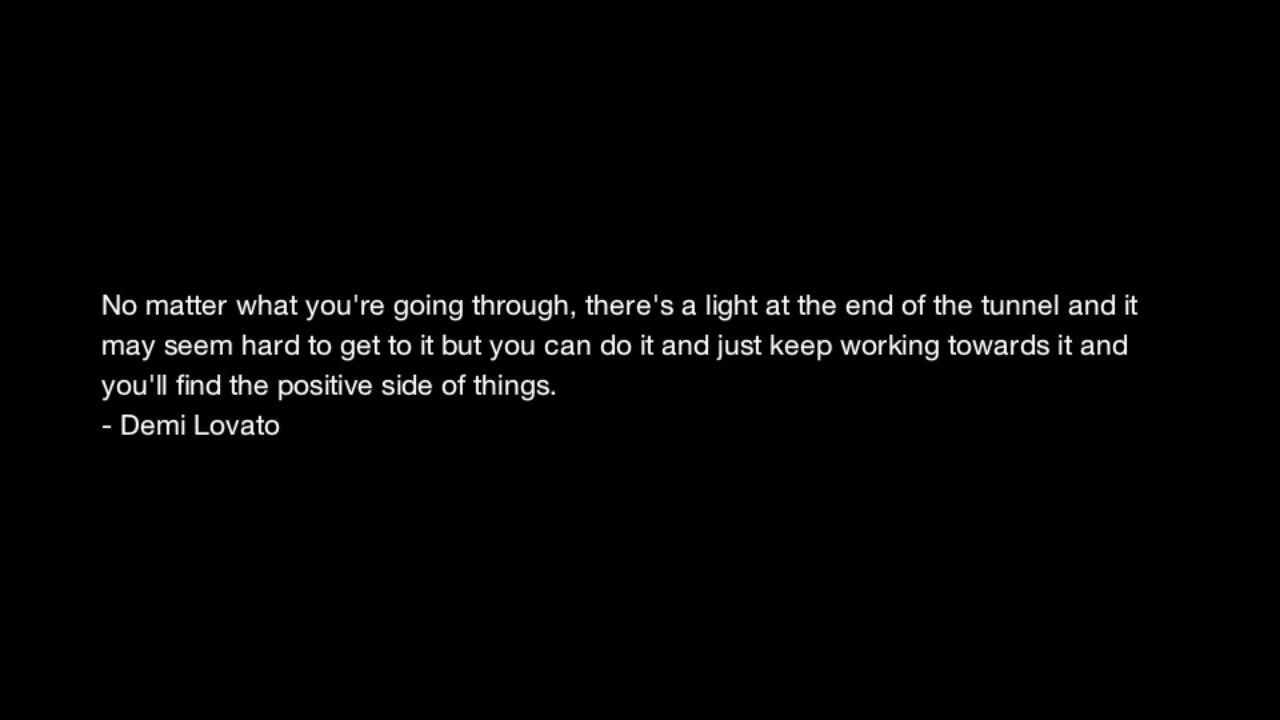 No matter what you're going through, there's a light at the end of the tunnel and it
may seem hard to get to it but you can do it and just keep working towards it and
you'll find the positive side of things.
- Demi Lovato